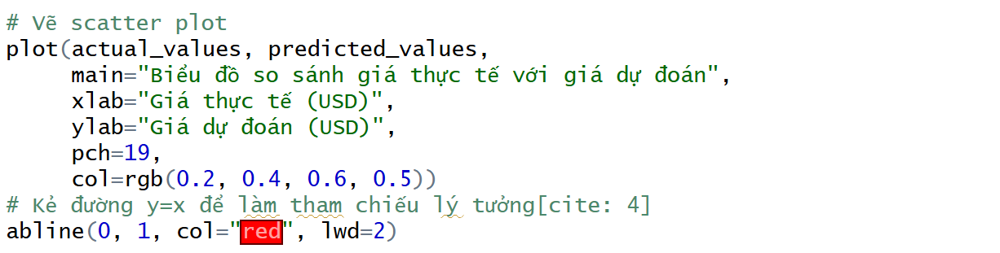 # Vẽ scatter plot
plot(actual_values, predicted_values,
     main="Biểu đồ so sánh giá thực tế với giá dự đoán",
     xlab="Giá thực tế (USD)",
     ylab="Giá dự đoán (USD)",
     pch=19,
     col=rgb(0.2, 0.4, 0.6, 0.5))
# Kẻ đường y=x để làm tham chiếu lý tưởng[cite: 4]
abline(0, 1, col="red", lwd=2)